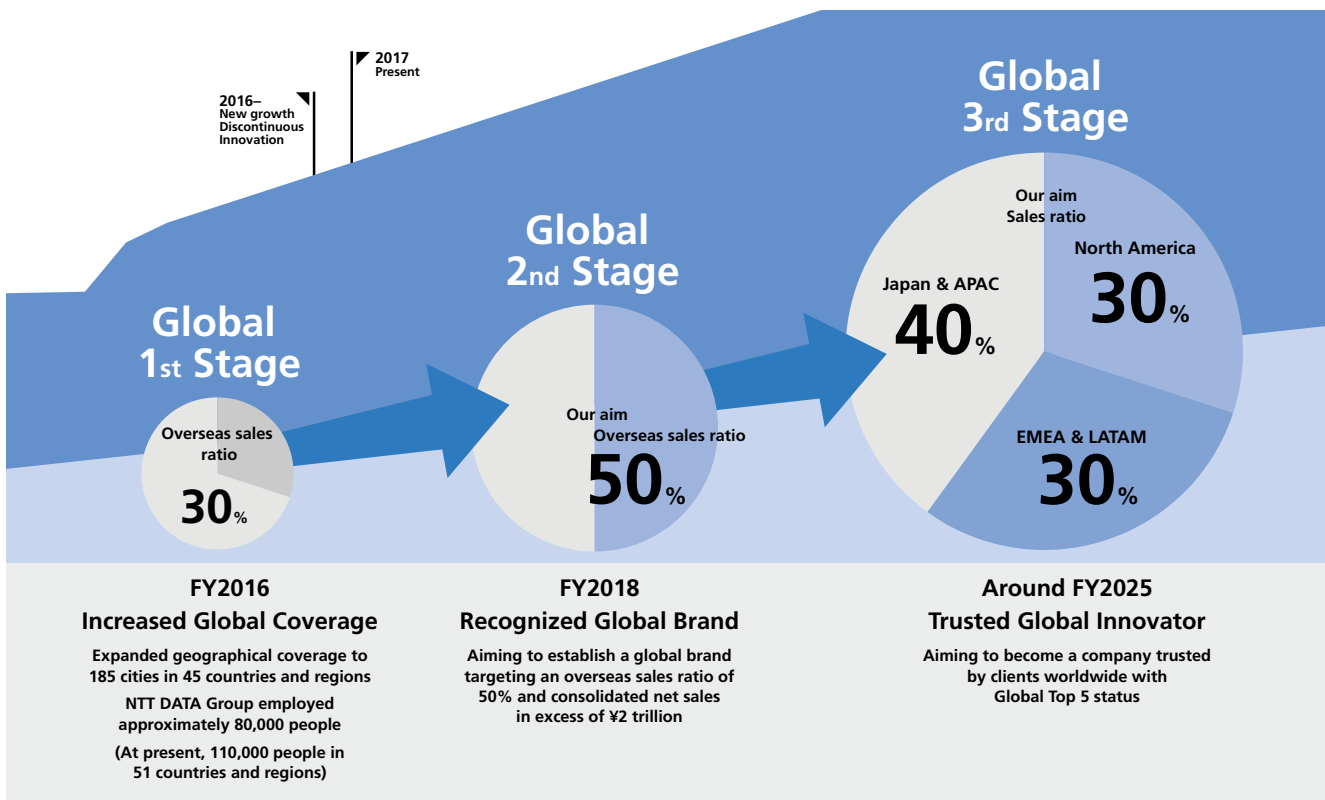 2017
Present
2016–
New growth
Discontinuous
Innovation
Global
1st Stage
Overseas sales
ratio
30%
Global
2nd Stage
Our aim
Overseas sales ratio
50%
Global
3rd Stage
Our aim
Sales ratio
North America
30%
Japan & APAC
40%
EMEA & LATAM
30%
FY2016
Increased Global Coverage
Expanded geographical coverage to
185 cities in 45 countries and regions
NTT DATA Group employed
approximately 80,000 people
(At present, 110,000 people in
51 countries and regions)
FY2018
Recognized Global Brand
Aiming to establish a global brand
targeting an overseas sales ratio of
50% and consolidated net sales
in excess of ¥2 trillion
Around FY2025
Trusted Global Innovator
Aiming to become a company trusted
by clients worldwide with
Global Top 5 status